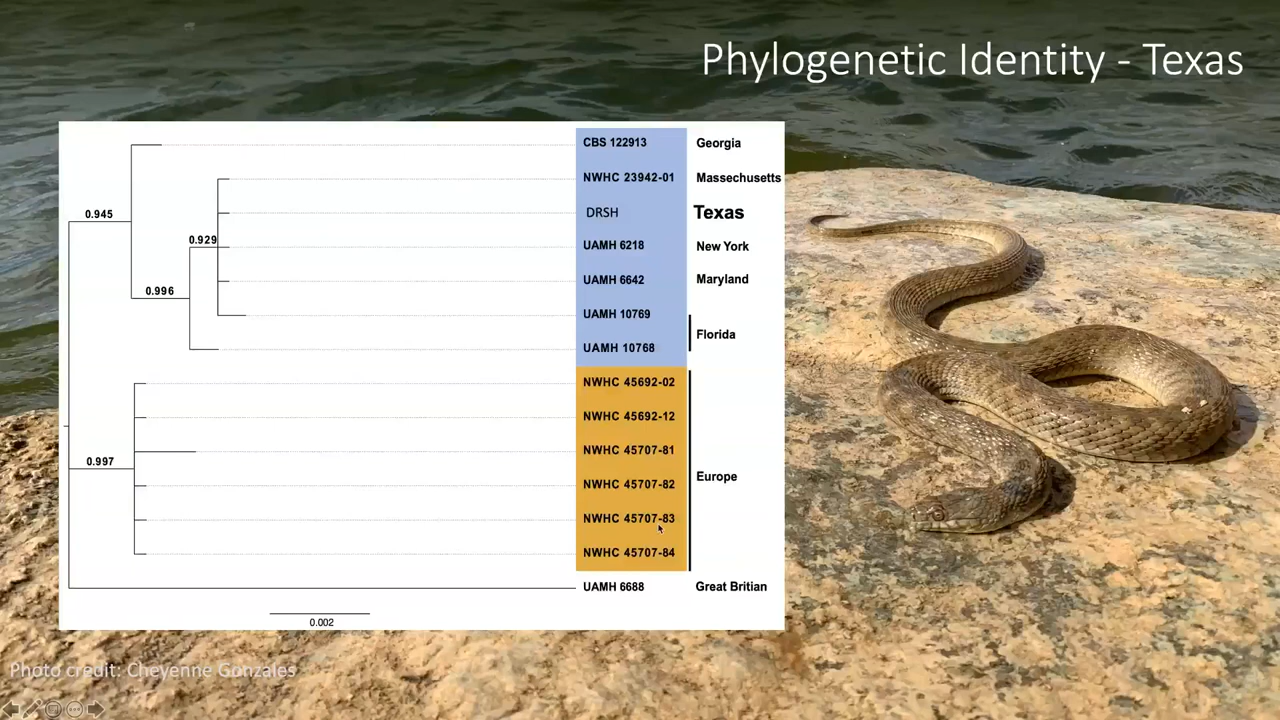 Phylogenetic Identity - Texas
CBS 122913 Georgia
NWHC 23942-01 Massechusetts
0.945
DRSH Texas
0.929
UAMH 6218 New York
UAMH 6642 Maryland
0.996
UAMH 10769
Florida
UAMH 10768
NWHC 45692-02
NWHC 45692-12
NWHC 45707-81
0.997
Europe
NWHC 45707-82
NWHC 45707-83
NWHC 45707-84
UAMH 6688 Great Britian
0.002
Photo credit: Cheyenne Gonzales